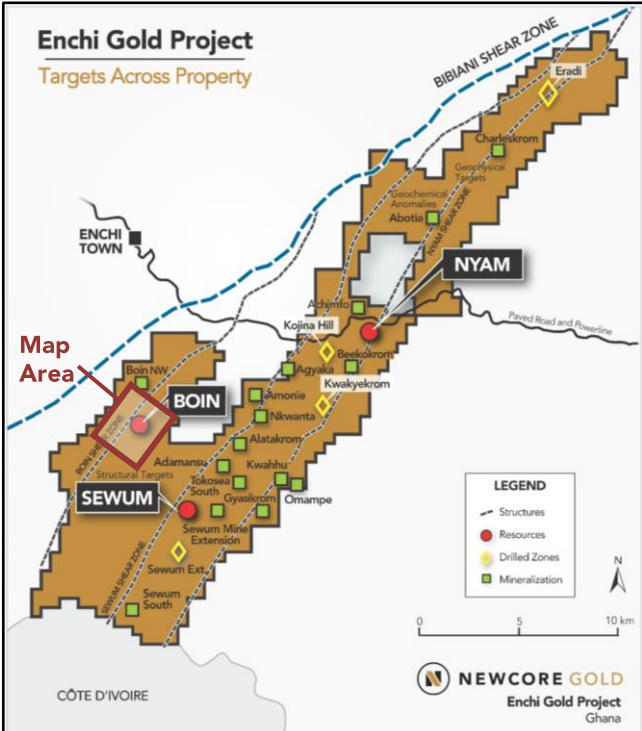 Enchi Gold Project
Targets Across Property
BIBIANI SHEAR ZONE
Eradi
Charleskrom
Geophysical
Targets
Geochemical
Anomalies
Abotia
NYAM SHEAR ZONE
ENCHI
TOWN
NYAM
Achimfo
Kojina Hill
Paved Road and Powerline
Map
Area
Beekokrom
Boin NW
Agyaka
Kwakyekrom
BOIN
Amonie
Nkwanta
BOIN SHEAR ZONE
Alatakrom
Structural Targets
Adamansu
Kwahhu
Tokosea
South
SEWUM
Gyasikrom
Omampe
Sewum Mine
Extension
Sewum Ext.
SEWUM SHEAR ZONE
Sewum
South
LEGEND
Structures
Resources
Drilled Zones
Mineralization
N
0 5 10 km
CÔTE D'IVOIRE
NEWCORE GOLD
Enchi Gold Project
Ghana